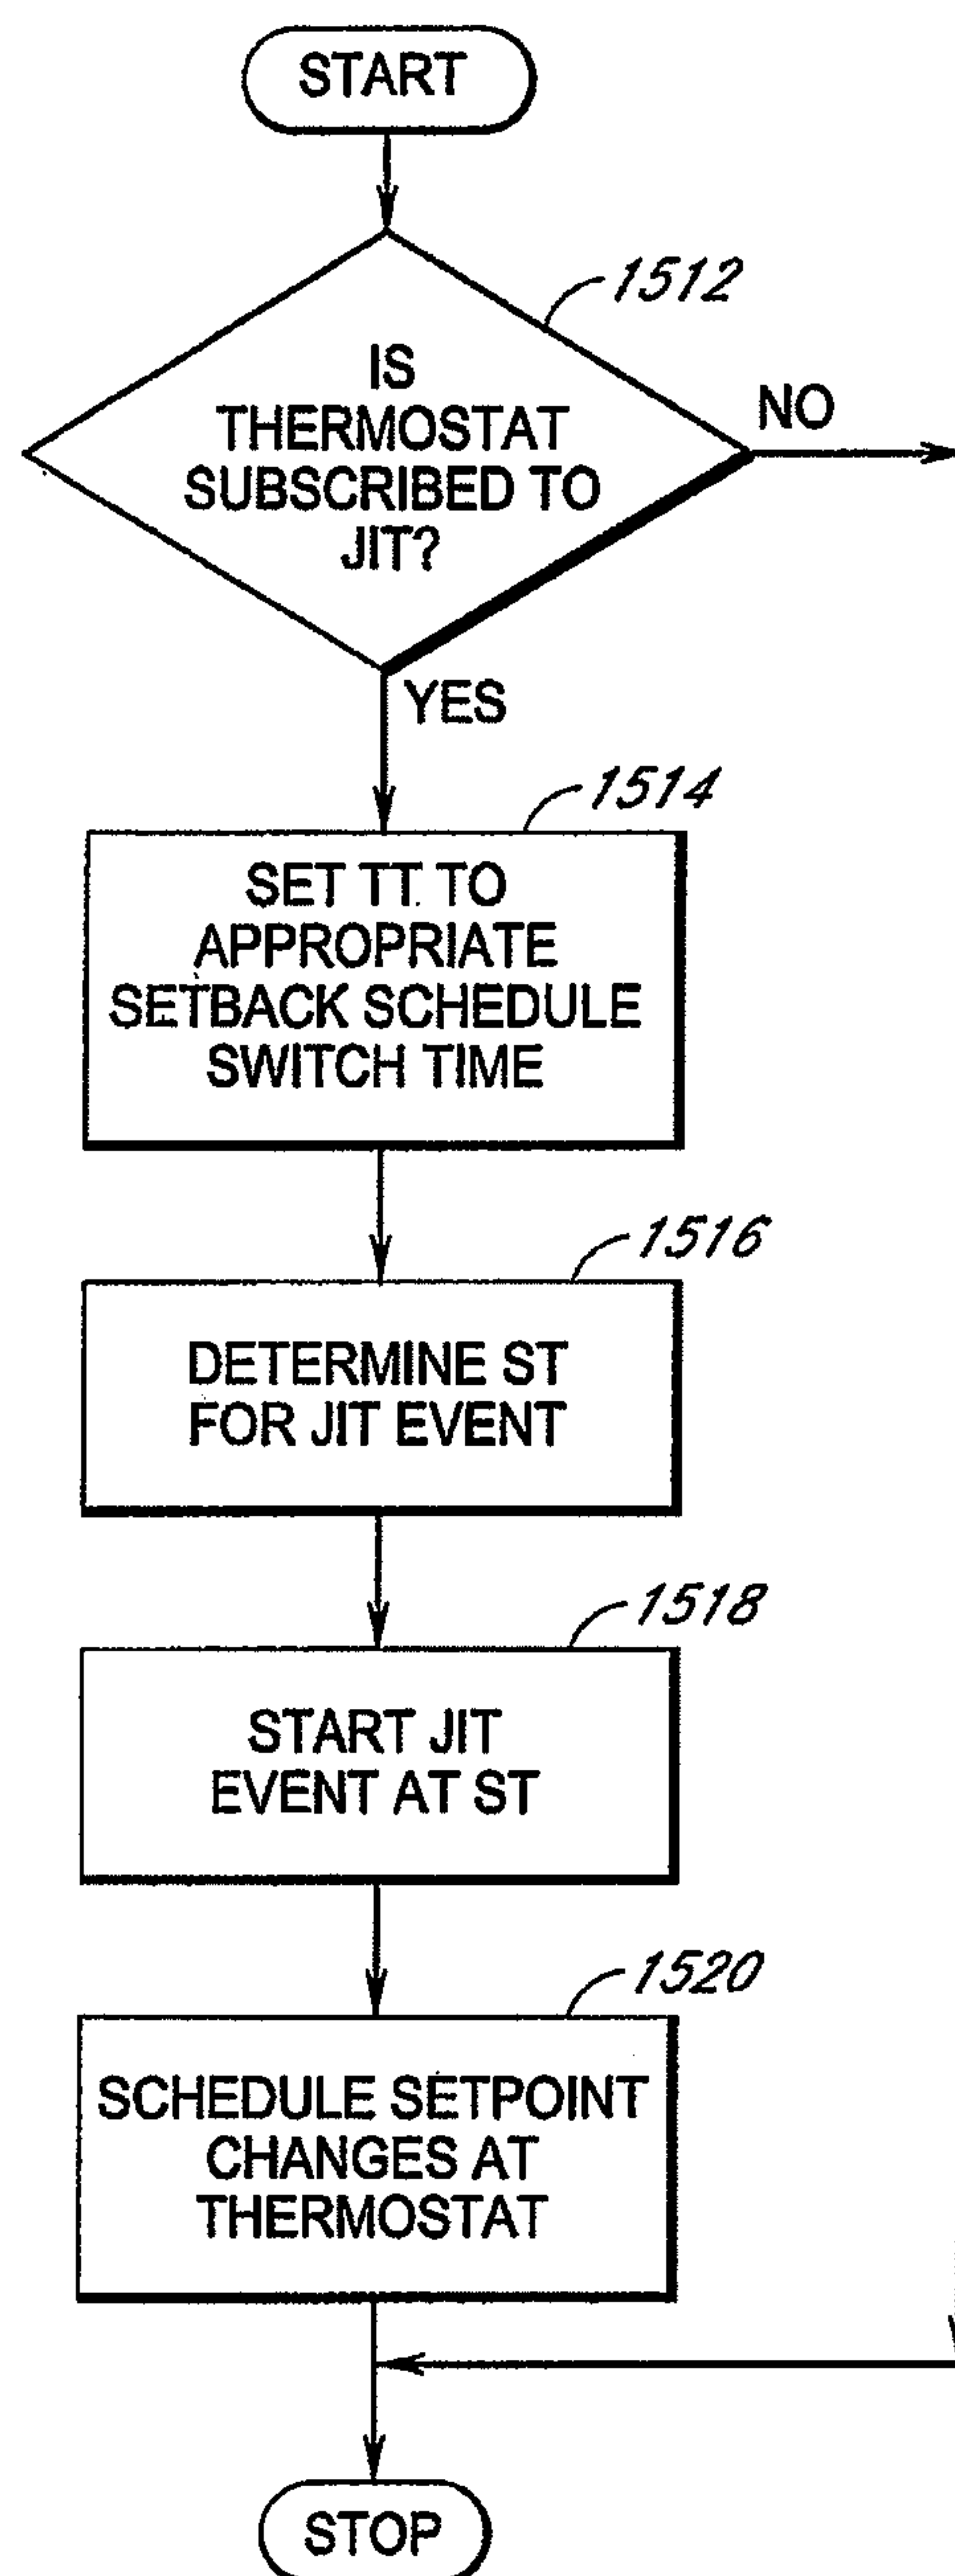 START
1512
IS
THERMOSTAT
SUBSCRIBED TO
JIT?
NO
YES
1514
SET TT TO
APPROPRIATE
SETBACK SCHEDULE
SWITCH TIME
1516
DETERMINE ST
FOR JIT EVENT
1518
START JIT
EVENT AT ST
1520
SCHEDULE SETPOINT
CHANGES AT
THERMOSTAT
STOP